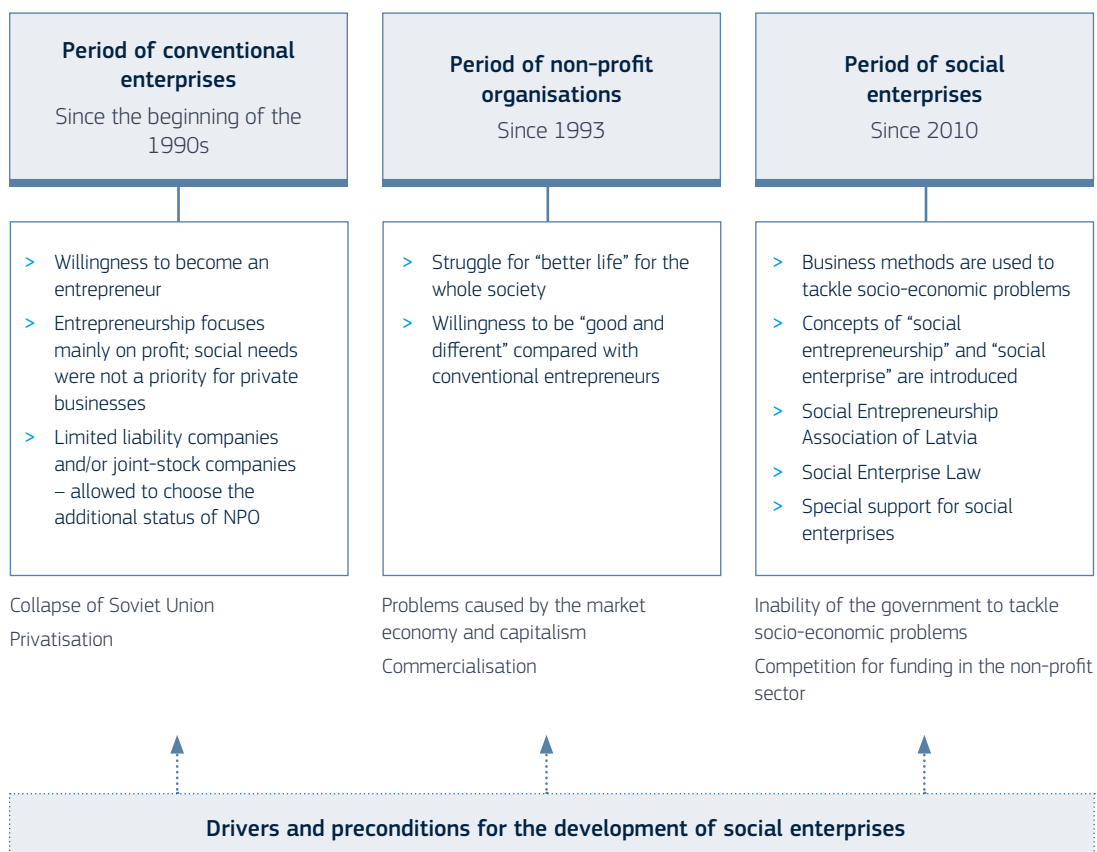 Period of conventional
enterprises
Since the beginning of the
1990s
> Willingness to become an
entrepreneur
> Entrepreneurship focuses
mainly on profit; social needs
were not a priority for private
businesses
> Limited liability companies
and/or joint-stock companies
– allowed to choose the
additional status of NPO
Collapse of Soviet Union
Privatisation
Period of non-profit
organisations
Since 1993
> Struggle for “better life” for the
whole society
> Willingness to be “good and
different” compared with
conventional entrepreneurs
Problems caused by the market
economy and capitalism
Commercialisation
Period of social
enterprises
Since 2010
> Business methods are used to
tackle socio-economic problems
> Concepts of “social
entrepreneurship” and “social
enterprise” are introduced
> Social Entrepreneurship
Association of Latvia
> Social Enterprise Law
> Special support for social
enterprises
Inability of the government to tackle
socio-economic problems
Competition for funding in the non-profit
sector
Drivers and preconditions for the development of social enterprises